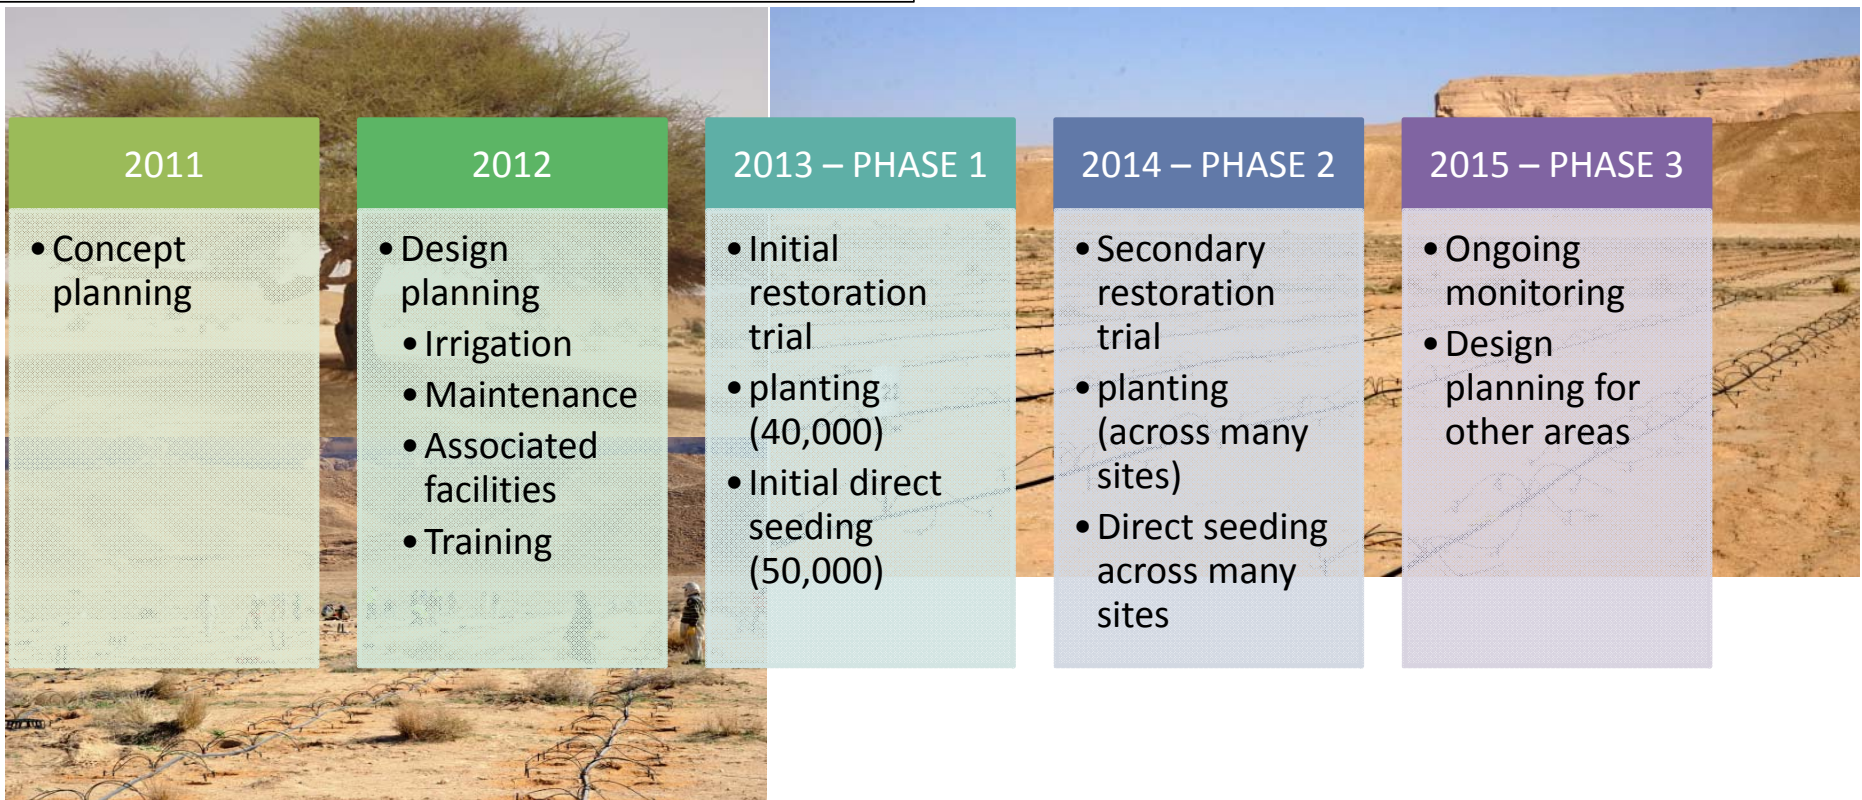 2011
• Concept
planning
2012
• Design
planning
• Irrigation
• Maintenance
• Associated
facilities
• Training
2013 – PHASE 1
• Initial
restoration
trial
• planting
(40,000)
• Initial direct
seeding
(50,000)
2014 – PHASE 2
• Secondary
restoration
trial
• planting
(across many
sites)
• Direct seeding
across many
sites
2015 – PHASE 3
• Ongoing
monitoring
• Design
planning for
other areas